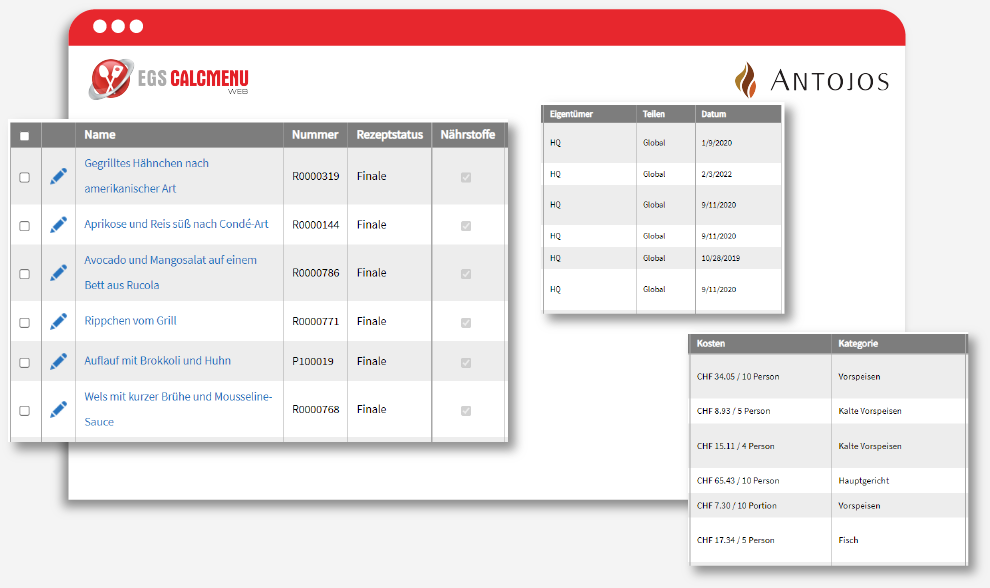 EGS CALCMENU
WEB
ANTOJOS
Name Nummer Rezeptstatus Nährstoffe
Gegrilltes Hähnchen nach
amerikanischer Art
R0000319 Finale
Aprikose und Reis süß nach Condé-Art R0000144 Finale
Avocado und Mangosalat auf einem
Bett aus Rucola
R0000786 Finale
Rippchen vom Grill R0000771 Finale
Auflauf mit Brokkoli und Huhn P100019 Finale
Wels mit kurzer Brühe und Mousseline-
Sauce
R0000768 Finale
Eigentümer Teilen Datum
HQ Global 1/9/2020
HQ Global 2/3/2022
HQ Global 9/11/2020
HQ Global 9/11/2020
HQ Global 10/28/2019
HQ Global 9/11/2020
Kosten Kategorie
CHF 34.05 / 10 Person Vorspeisen
CHF 8.93 / 5 Person Kalte Vorspeisen
CHF 15.11 / 4 Person Kalte Vorspeisen
CHF 65.43 / 10 Person Hauptgericht
CHF 7.30 / 10 Portion Vorspeisen
CHF 17.34 / 5 Person Fisch